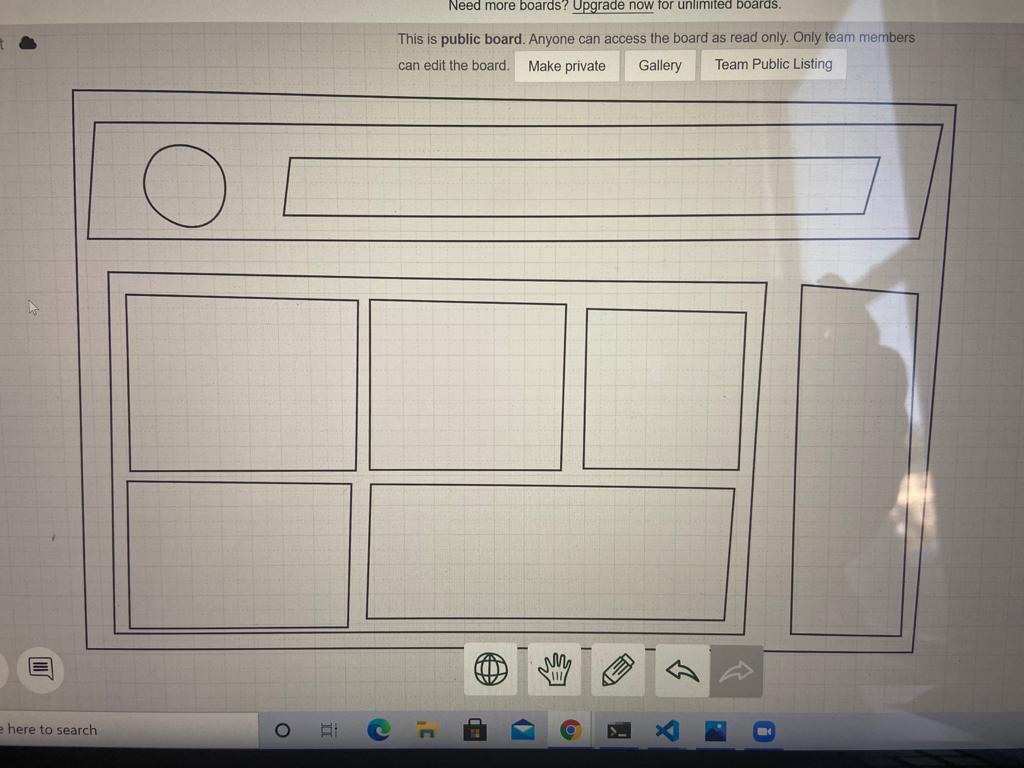 Need more boards? Upgrade now for unlimited boards.
This is public board. Anyone can access the board as read only. Only team members
can edit the board. Make private Gallery Team Public Listing
here to search